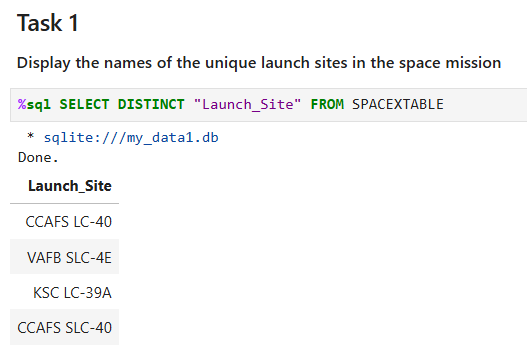 Task 1
Display the names of the unique launch sites in the space mission
%sql SELECT DISTINCT "Launch_Site" FROM SPACEXTABLE
* sqlite:///my_data1.db
Done.
Launch_Site
CCAFS LC-40
VAFB SLC-4E
KSC LC-39A
CCAFS SLC-40